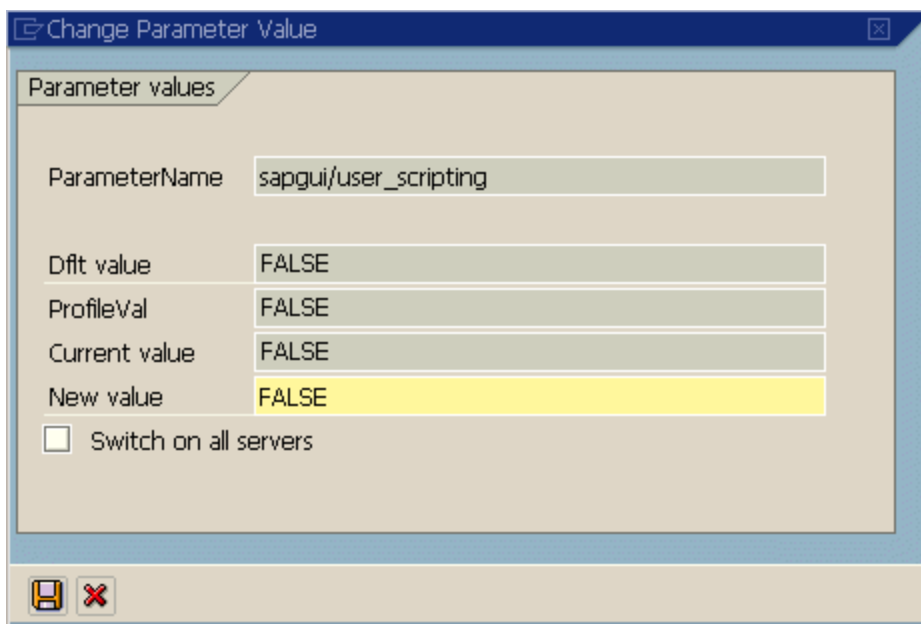 Change Parameter Value
Parameter values
ParameterName sapgui/user_scripting
Dflt value FALSE
ProfileVal FALSE
Current value FALSE
New value FALSE
Switch on all servers